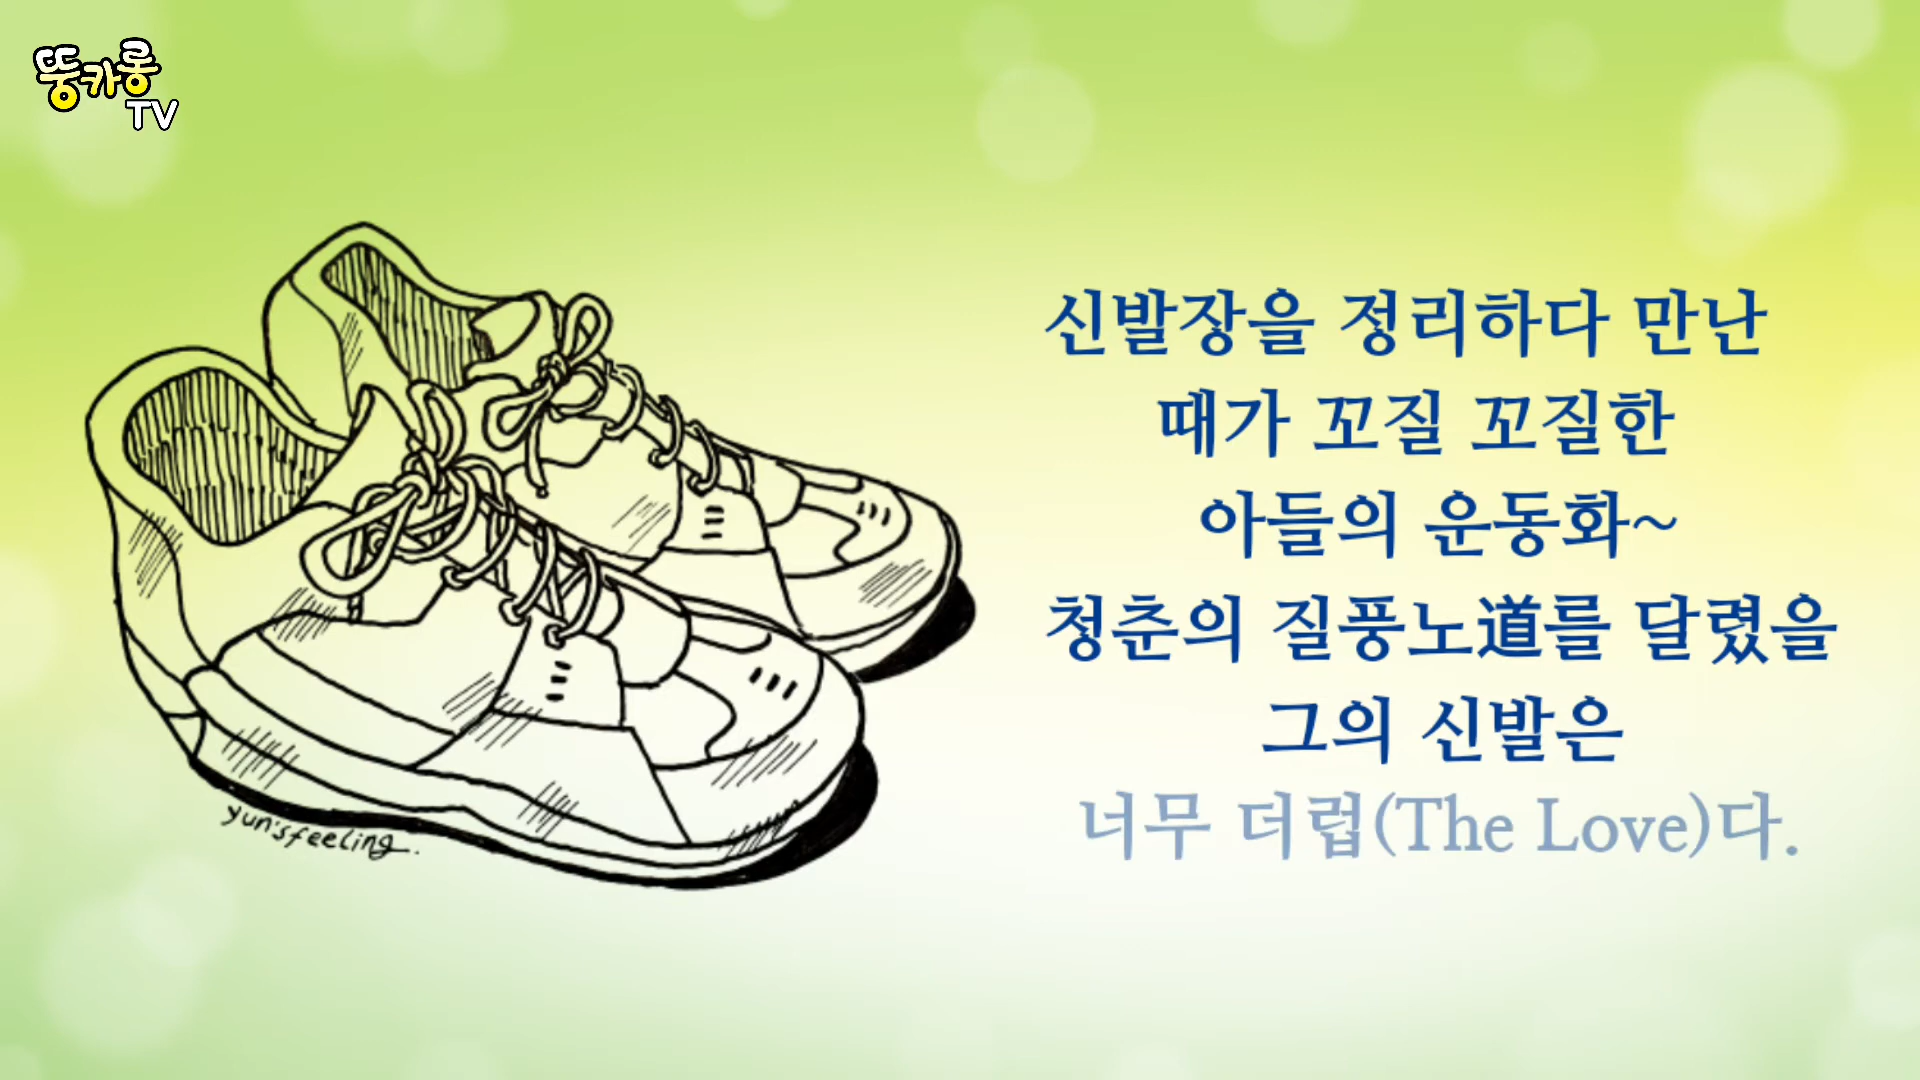 뚱카롱
TV
신발장을 정리하다 만난
때가 꼬질 꼬질한
아들의 운동화~
청춘의 질풍노道를 달렸을
그의 신발은
너무 더럽(The Love)다.
yun'sfeeling.